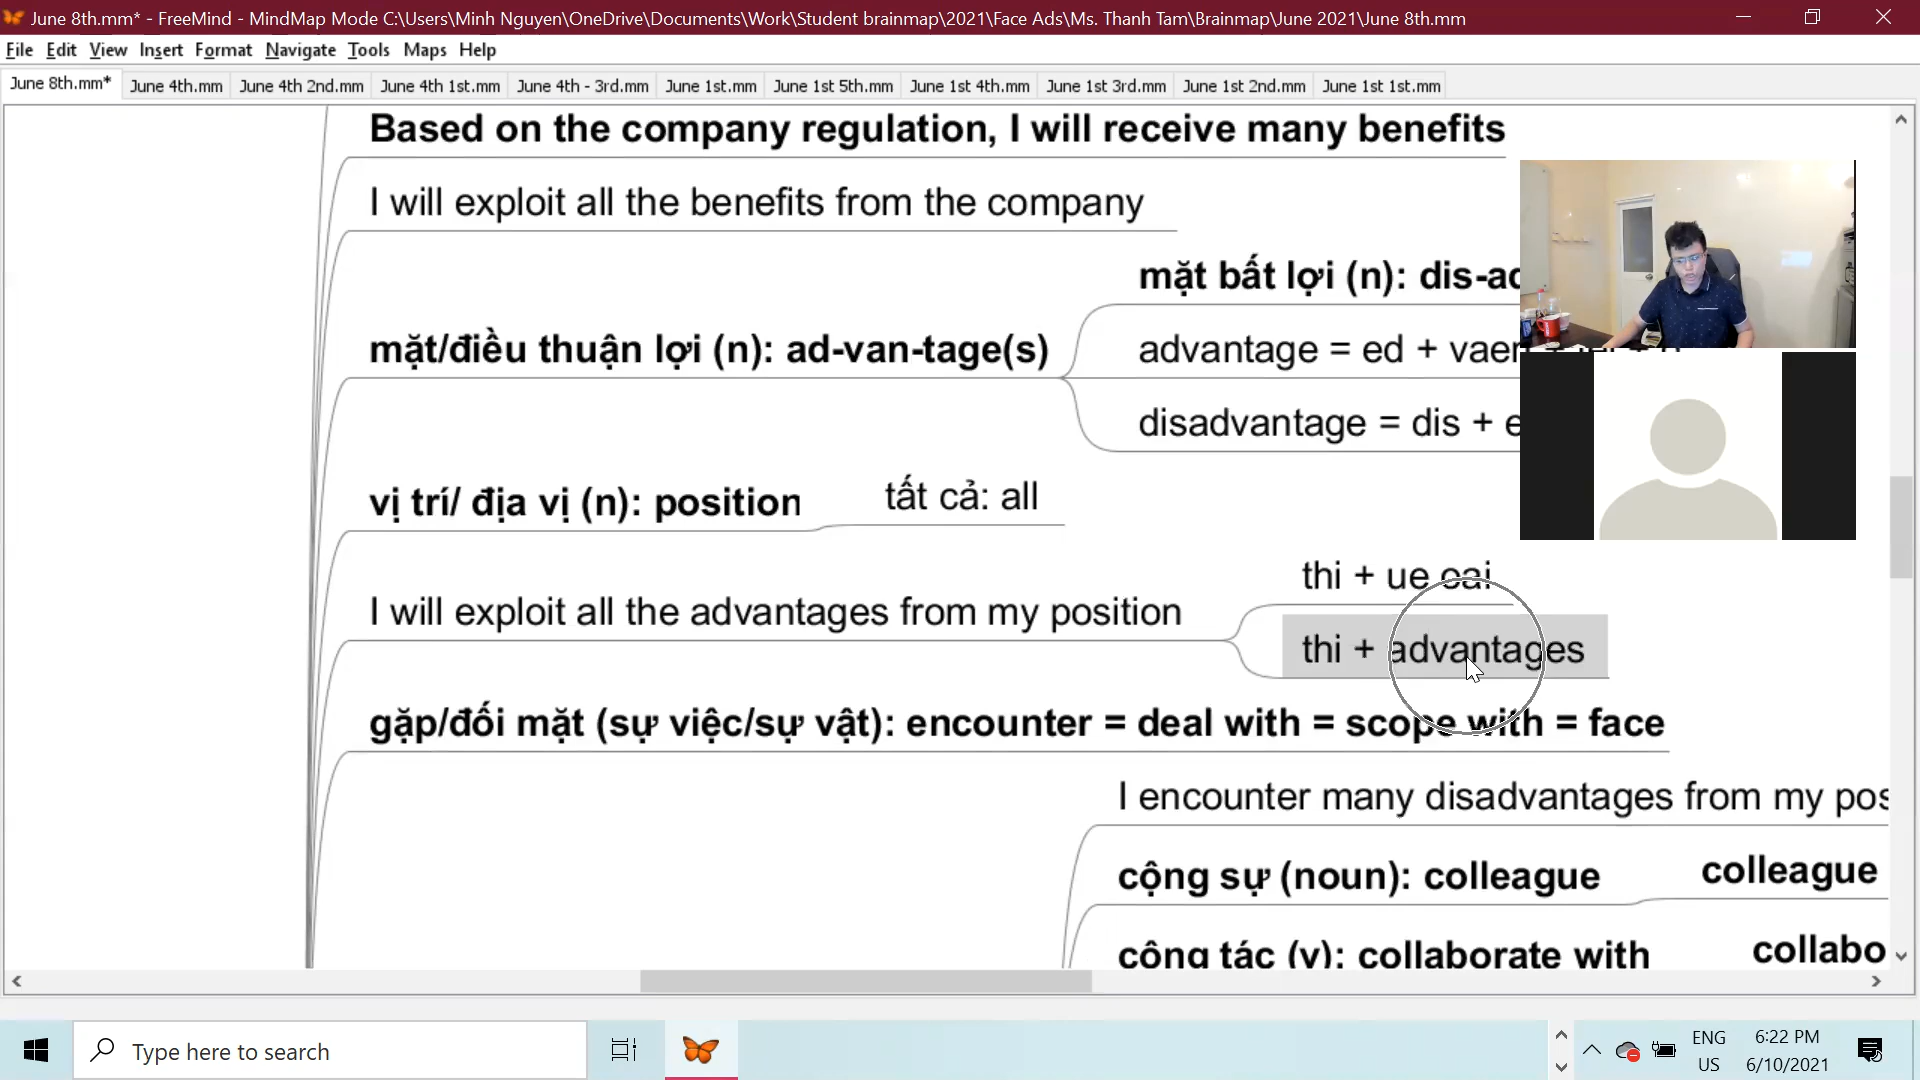 June 8th.mm* - FreeMind - MindMap Mode C:\Users\Minh Nguyen\OneDrive\Documents\Work\Student brainmap\2021\Face Ads\Ms. Thanh Tam\Brainmap\June 2021\June 8th.mm
File Edit View Insert Format Navigate Tools Maps Help
June 8th.mm* June 4th.mm June 4th 2nd.mm June 4th 1st.mm June 4th - 3rd.mm June 1st.mm June 1st 5th.mm June 1st 4th.mm June 1st 3rd.mm June 1st 2nd.mm June 1st 1st.mm
Based on the company regulation, I will receive many benefits
I will exploit all the benefits from the company
mặt bất lợi (n):
mặt/điều thuận lợi (n): ad-van-tage(s)
advantage = ed +
disadvantage = dis +
vị trí/ địa vị (n): position
tất cả: all
thi + ue cai
I will exploit all the advantages from my position
thi + advantages
gặp/đối mặt (sự việc/sự vật): encounter = deal with = scope with = face
I encounter many disadvantages from my
cộng sự (noun): colleague colleague
công tác (v): collaborate with
Type here to search
ENG
US
6:22 PM
6/10/2021